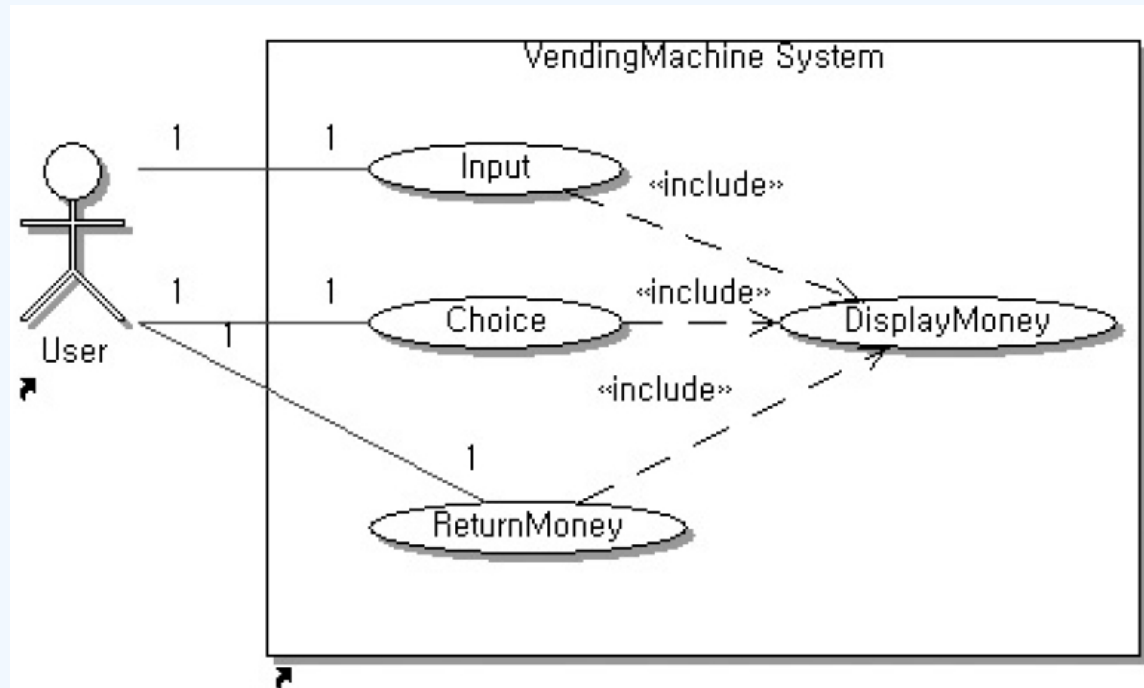 VendingMachine System
1 1
Input
«include»
1 1
«include»
Choice
DisplayMoney
1
User
«include»
1
ReturnMoney